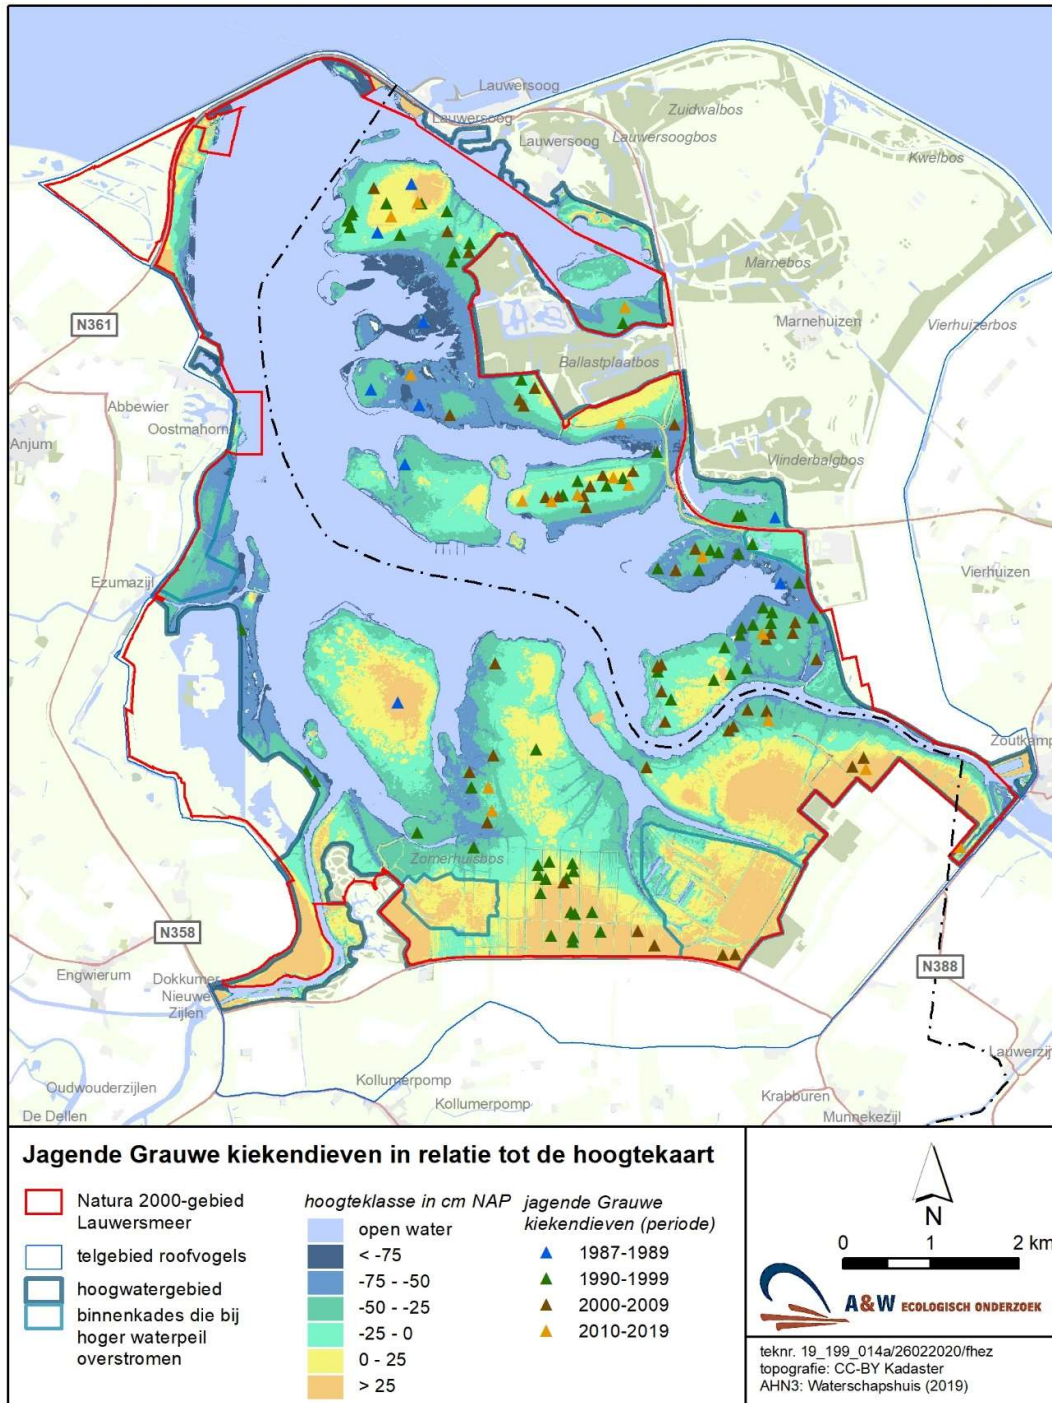 Lauwersoog
Zuidwalbos
Lauwersoog
Lauwersoogbos
Lauwersoog
Kwelbos
Marnebos
N361
Marnehuizen
Vierhuizerbos
Ballastplaatbos
Abbewier
Oostmahorn
Anjum
Vlinderbalgbos
Ezumazijl
Vierhuizen
Zoutkamp
Zomerhuisbos
N358
Engwierum
Dokkumer
Nieuwe
Zijlen
N388
Lauwerzijl
Kollumerpomp
Oudwouderzijlen
Kollumerpomp
Krabburen
De Dellen
Munnekezijl
Jagende Grauwe kiekendieven in relatie tot de hoogtekaart
Natura 2000-gebied
Lauwersmeer
telgebied roofvogels
hoogwatergebied
binnenkades die bij
hoger waterpeil
overstromen
hoogteklasse in cm NAP
open water
< -75
-75 - -50
-50 - -25
-25 - 0
0 - 25
> 25
jagende Grauwe
kiekendieven (periode)
1987-1989
1990-1999
2000-2009
2010-2019
N
0 1 2 km
A&W ECOLOGISCH ONDERZOEK
teknr. 19_199_014a/26022020/fhez
topografie: CC-BY Kadaster
AHN3: Waterschapshuis (2019)